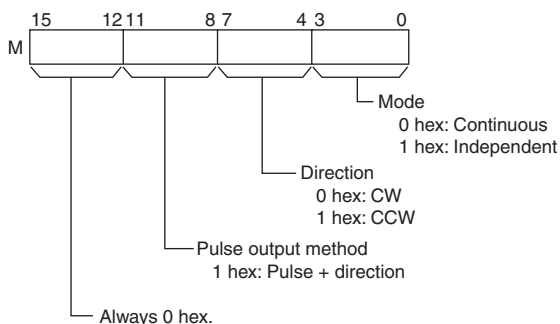 15 12 11 8 7 4 3 0
M
Mode
0 hex: Continuous
1 hex: Independent
Direction
0 hex: CW
1 hex: CCW
Pulse output method
1 hex: Pulse + direction
Always 0 hex.